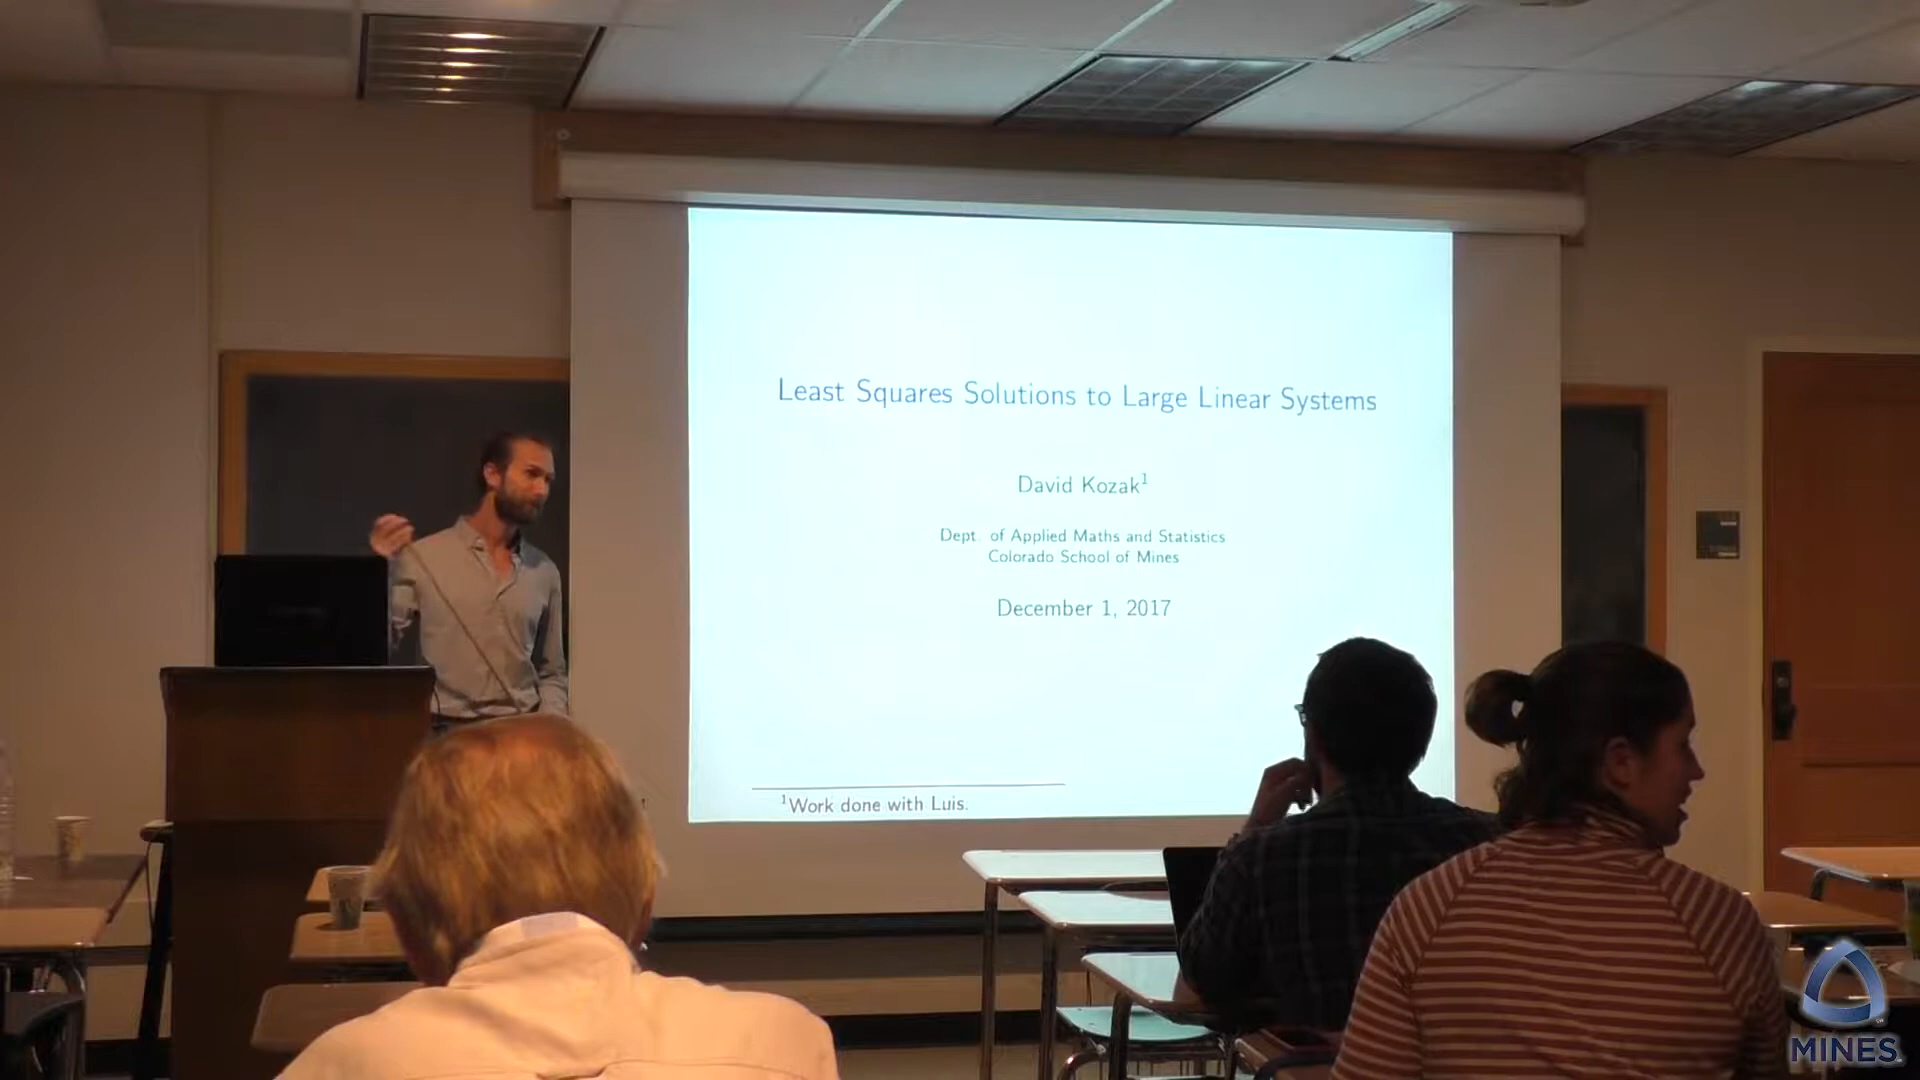 Least Squares Solutions to Large Linear Systems
David Kozak¹
Dept. of Applied Maths and Statistics
Colorado School of Mines
December 1, 2017
¹Work done with Luis.
MINES